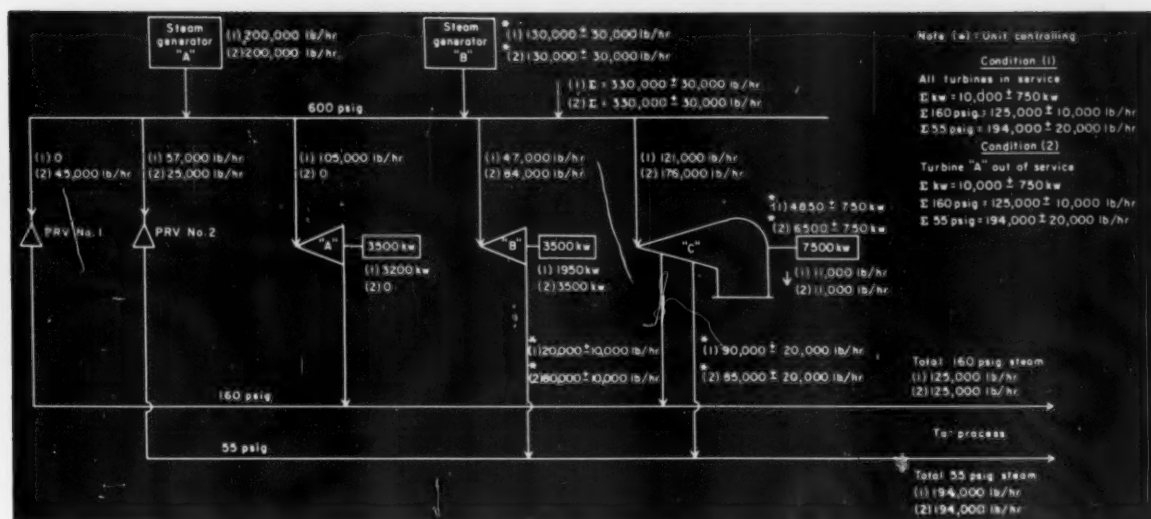 Steam generator "A"
(1) 200,000 lb/hr
(2) 200,000 lb/hr
Steam generator "B"
* (1) 130,000 ± 30,000 lb/hr
* (2) 130,000 ± 30,000 lb/hr
(1) Σ = 330,000 ± 30,000 lb/hr
(2) Σ = 330,000 ± 30,000 lb/hr
Note (*) = Unit controlling
Condition (1)
All turbines in service
Σ kw = 10,000 ± 750 kw
Σ 160 psig = 125,000 ± 10,000 lb/hr
Σ 55 psig = 194,000 ± 20,000 lb/hr
Condition (2)
Turbine "A" out of service
Σ kw = 10,000 ± 750 kw
Σ 160 psig = 125,000 ± 10,000 lb/hr
Σ 55 psig = 194,000 ± 20,000 lb/hr
600 psig
(1) 0
(2) 45,000 lb/hr
(1) 57,000 lb/hr
(2) 25,000 lb/hr
(1) 105,000 lb/hr
(2) 0
(1) 47,000 lb/hr
(2) 84,000 lb/hr
(1) 121,000 lb/hr
(2) 176,000 lb/hr
PRV No. 1
PRV No. 2
"A"
3500 kw
(1) 3200 kw
(2) 0
"B"
3500 kw
(1) 1950 kw
(2) 3500 kw
"C"
* (1) 4850 ± 750 kw
* (2) 6500 ± 750 kw
7500 kw
(1) 11,000 lb/hr
(2) 11,000 lb/hr
* (1) 20,000 ± 10,000 lb/hr
* (2) 80,000 ± 10,000 lb/hr
* (1) 90,000 ± 20,000 lb/hr
* (2) 85,000 ± 20,000 lb/hr
160 psig
Total 160 psig steam
(1) 125,000 lb/hr
(2) 125,000 lb/hr
To process
55 psig
Total 55 psig steam
(1) 194,000 lb/hr
(2) 194,000 lb/hr